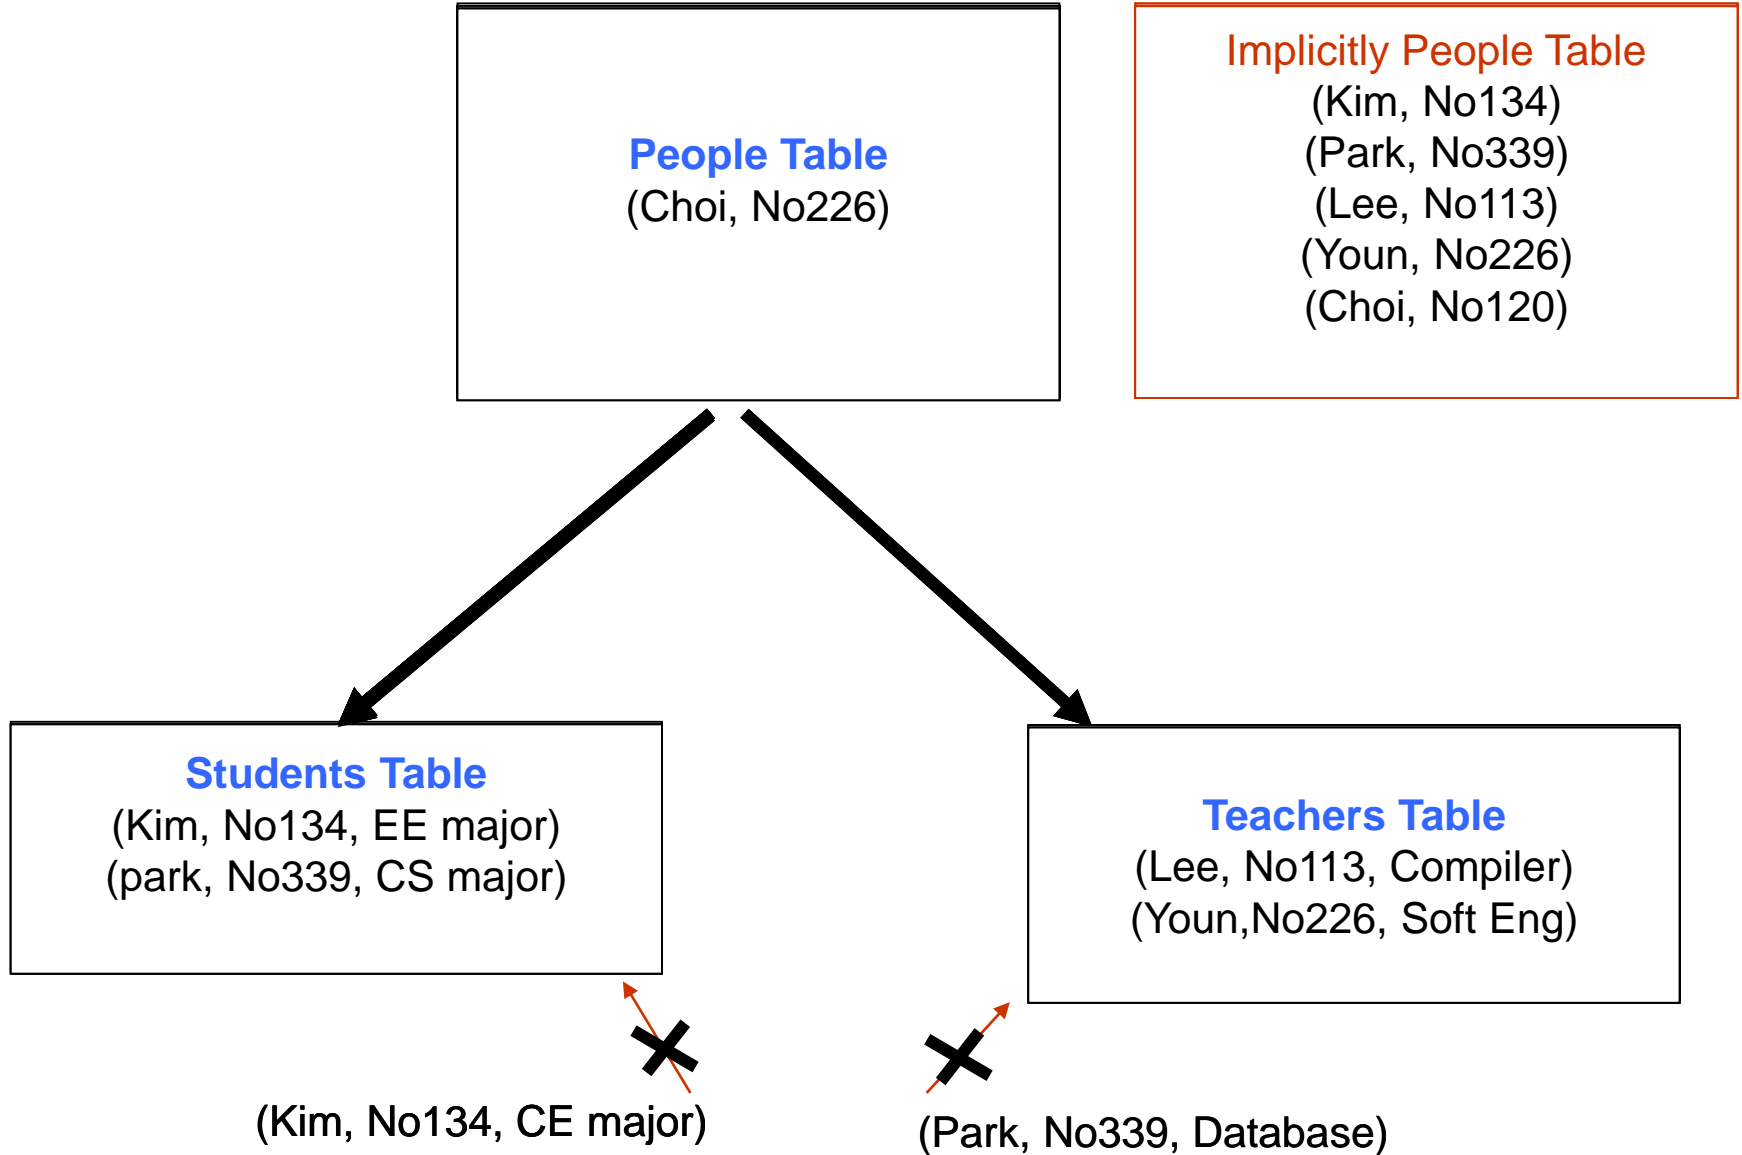 People Table
(Choi, No226)
Implicitly People Table
(Kim, No134)
(Park, No339)
(Lee, No113)
(Youn, No226)
(Choi, No120)
Students Table
(Kim, No134, EE major)
(park, No339, CS major)
Teachers Table
(Lee, No113, Compiler)
(Youn,No226, Soft Eng)
(Kim, No134, CE major)
(Park, No339, Database)